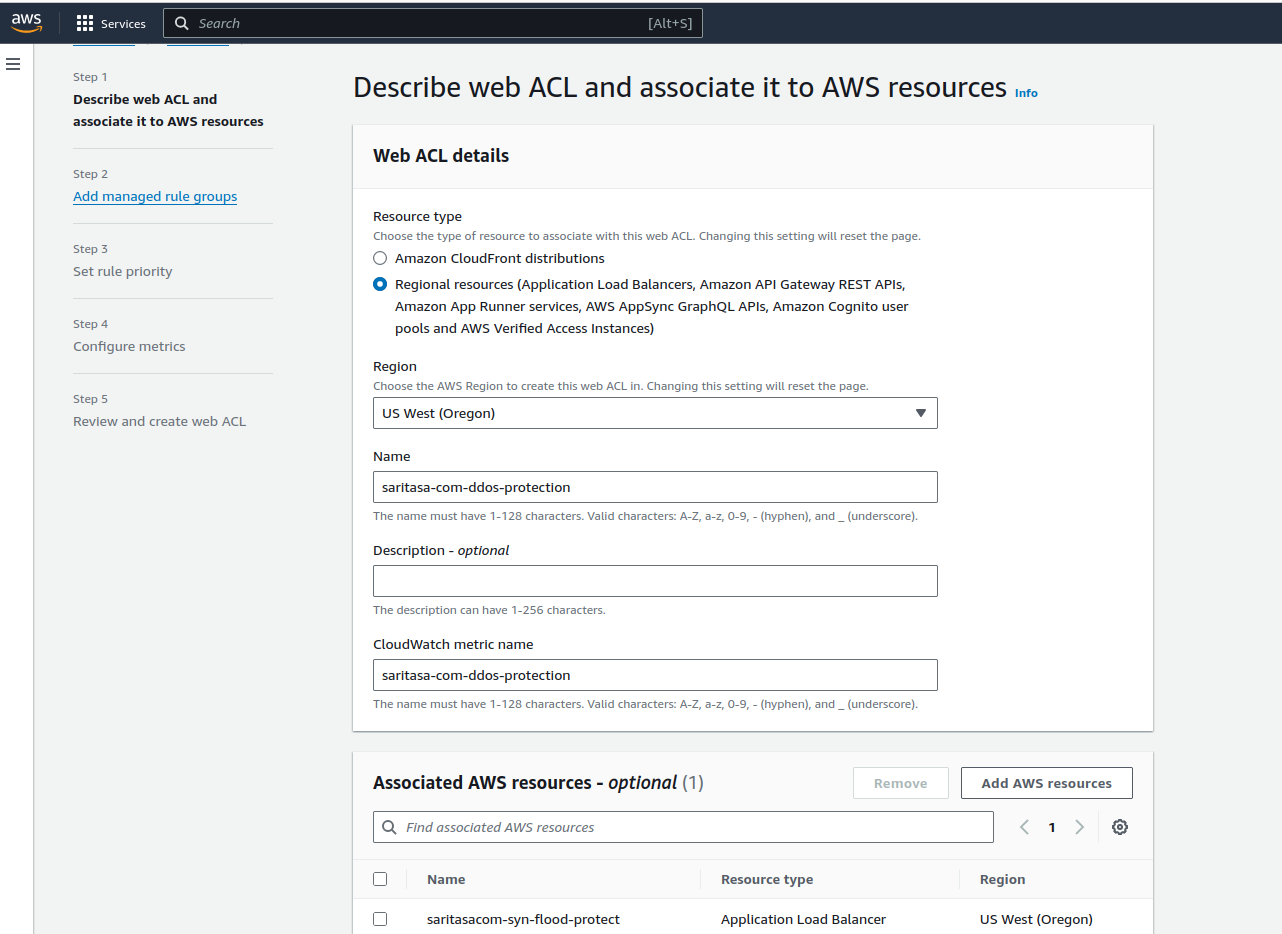 aws
Services
Search
[Alt+S]
Step 1
Describe web ACL and
associate it to AWS resources
Step 2
Add managed rule groups
Step 3
Set rule priority
Step 4
Configure metrics
Step 5
Review and create web ACL
Describe web ACL and associate it to AWS resources Info
Web ACL details
Resource type
Choose the type of resource to associate with this web ACL. Changing this setting will reset the page.
Amazon CloudFront distributions
Regional resources (Application Load Balancers, Amazon API Gateway REST APIs,
Amazon App Runner services, AWS AppSync GraphQL APIs, Amazon Cognito user
pools and AWS Verified Access Instances)
Region
Choose the AWS Region to create this web ACL in. Changing this setting will reset the page.
US West (Oregon)
Name
saritasa-com-ddos-protection
The name must have 1-128 characters. Valid characters: A-Z, a-z, 0-9, - (hyphen), and _ (underscore).
Description - optional
The description can have 1-256 characters.
CloudWatch metric name
saritasa-com-ddos-protection
The name must have 1-128 characters. Valid characters: A-Z, a-z, 0-9, - (hyphen), and _ (underscore).
Associated AWS resources - optional (1)
Remove
Add AWS resources
Find associated AWS resources
1
Name Resource type Region
saritasacom-syn-flood-protect Application Load Balancer US West (Oregon)